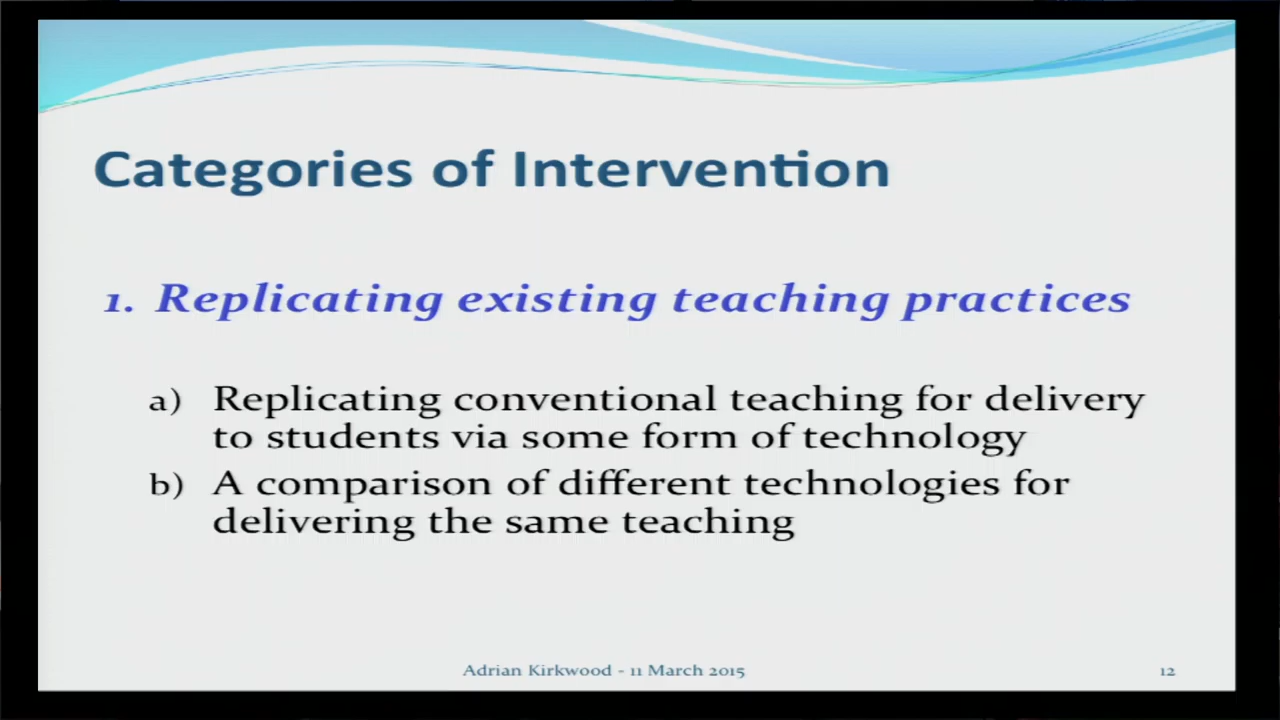 Categories of Intervention
1. Replicating existing teaching practices
a) Replicating conventional teaching for delivery
to students via some form of technology
b) A comparison of different technologies for
delivering the same teaching
Adrian Kirkwood - 11 March 2015
12